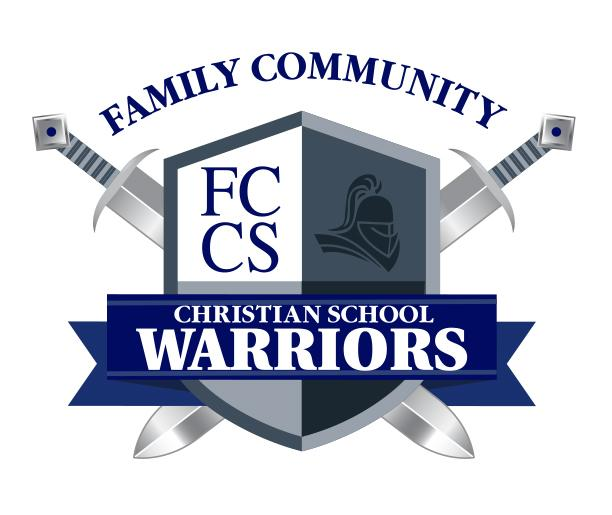 FAMILY COMMUNITY
FC
CS
CHRISTIAN SCHOOL
WARRIORS